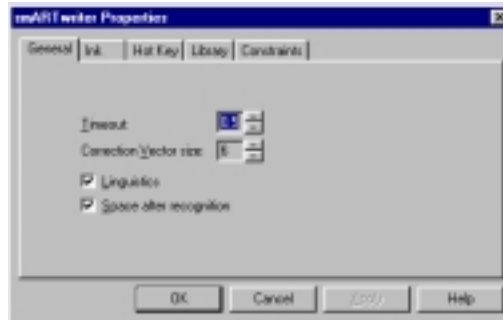 smARTwriter Properties
General Ink Hot Key Library Constraints
Timeout:
Correction Vector size: 6
Linguistics
Space after recognition
OK Cancel Apply Help